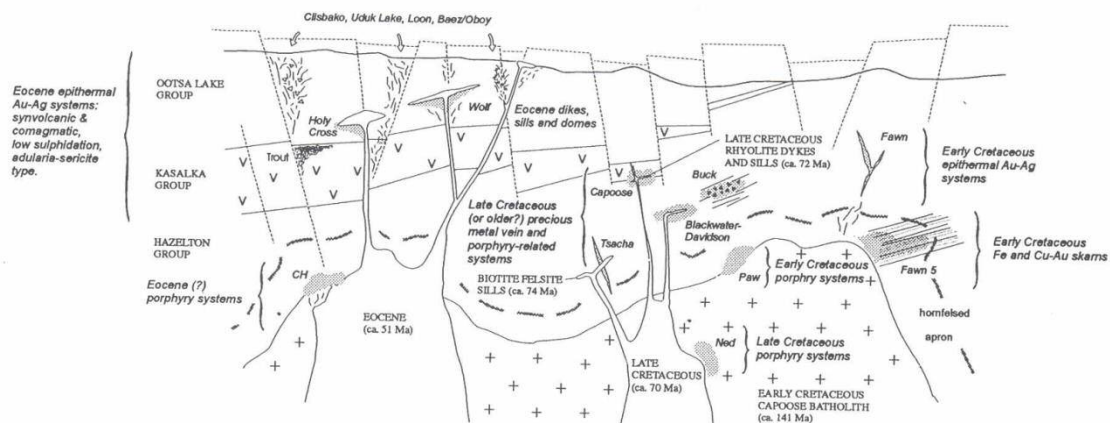 Clisbako, Uduk Lake, Loon, Baez/Oboy
Eocene epithermal
Au-Ag systems:
synvolcanic &
comagmatic,
low sulphidation,
adularia-sericite
type.
OOTSA LAKE
GROUP
KASALKA
GROUP
HAZELTON
GROUP
Holy
Cross
Trout
Wolf
Eocene dikes,
sills and domes
LATE CRETACEOUS
RHYOLITE DYKES
AND SILLS (ca. 72 Ma)
Fawn
Early Cretaceous
epithermal Au-Ag
systems
Capoose
Buck
Late Cretaceous
(or older?) precious
metal vein and
porphyry-related
systems
Tsacha
Blackwater-
Davidson
Early Cretaceous
Fe and Cu-Au skarns
Fawn 5
CH
Eocene (?)
porphyry systems
BIOTITE FELSITE
SILLS (ca. 74 Ma)
Paw
Early Cretaceous
porphry systems
hornfelsed
apron
EOCENE
(ca. 51 Ma)
Ned
Late Cretaceous
porphyry systems
LATE
CRETACEOUS
(ca. 70 Ma)
EARLY CRETACEOUS
CAPOOSE BATHOLITH
(ca. 141 Ma)
V V V V V V V V V V